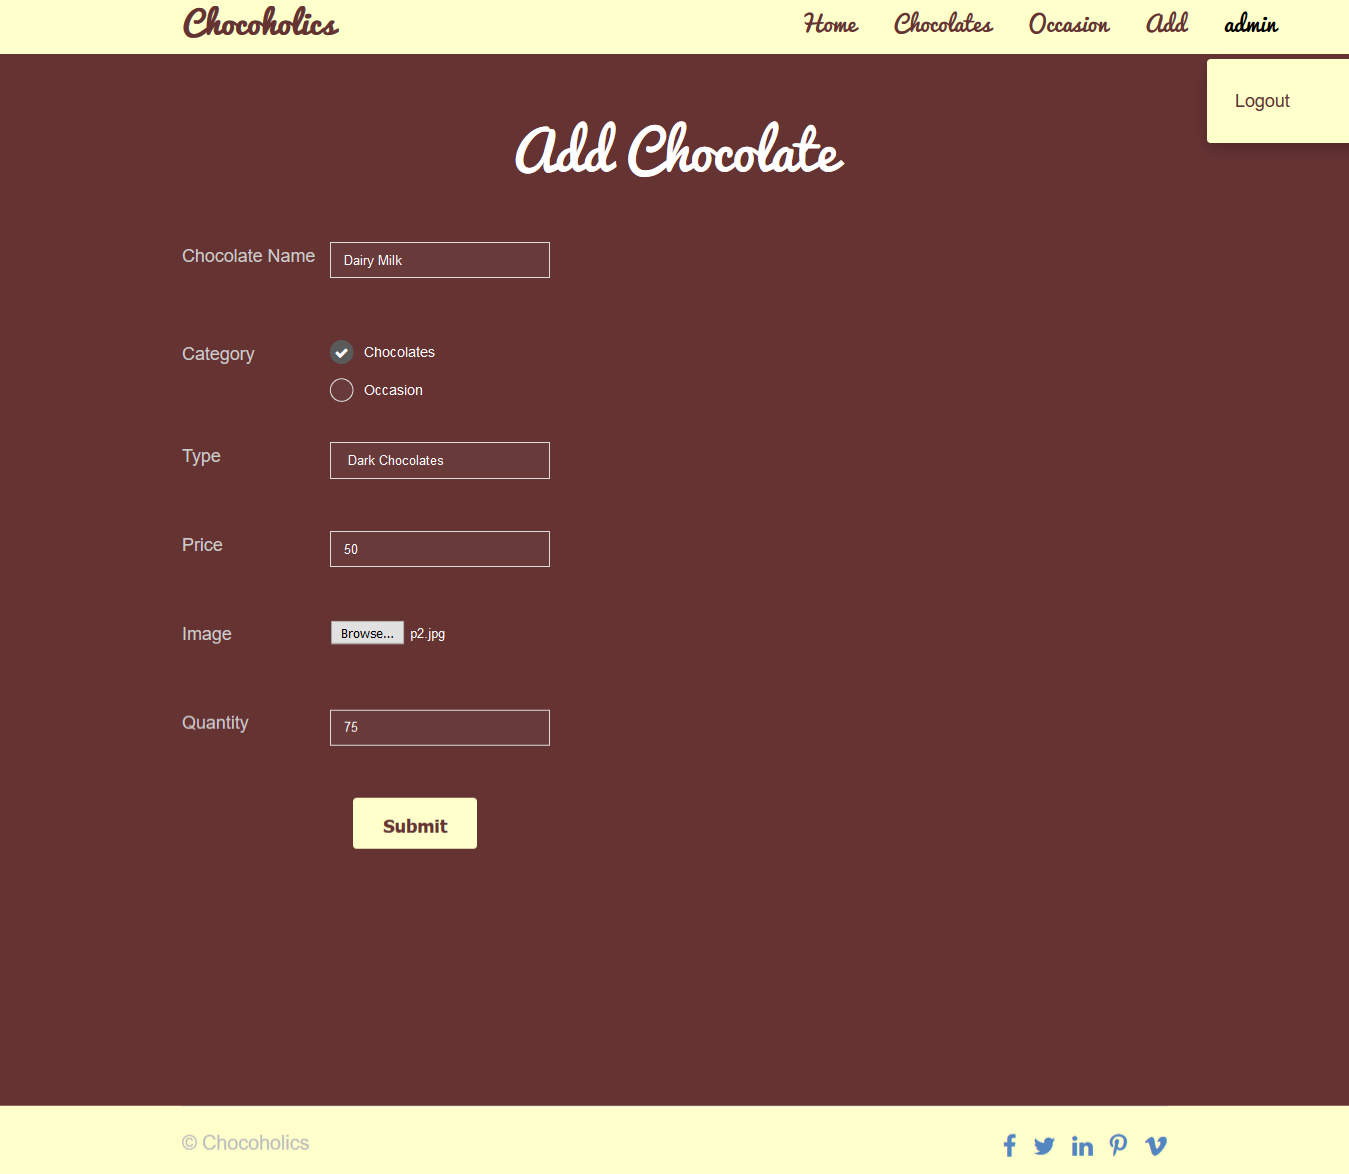 Chocoholics Home Chocolates Occasion Add admin
Logout
Add Chocolate
Chocolate Name Dairy Milk
Category Chocolates
Occasion
Type Dark Chocolates
Price 50
Image Browse... p2.jpg
Quantity 75
Submit
© Chocoholics